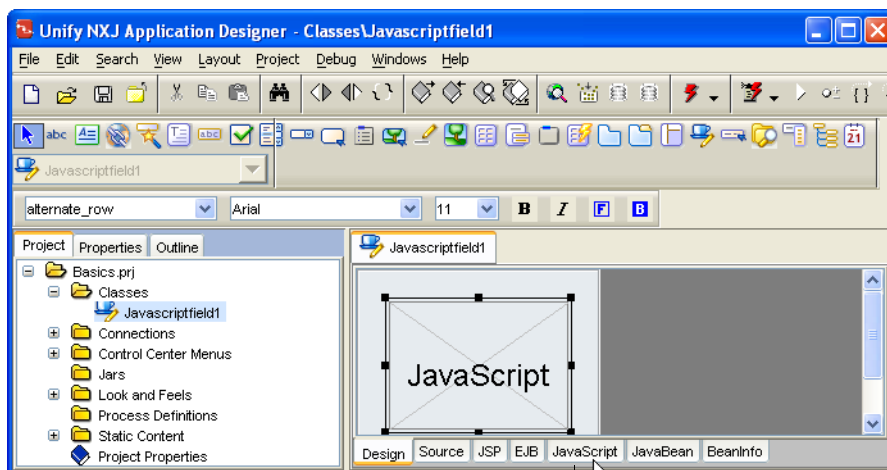 Unify NXJ Application Designer - Classes\Javascriptfield1
File Edit Search View Layout Project Debug Windows Help
abc
abc
21
Javascriptfield1
alternate_row Arial 11 B I F B
Project Properties Outline
Javascriptfield1
Basics.prj
Classes
Javascriptfield1
Connections
Control Center Menus
Jars
Look and Feels
Process Definitions
Static Content
Project Properties
JavaScript
Design Source JSP EJB JavaScript JavaBean BeanInfo